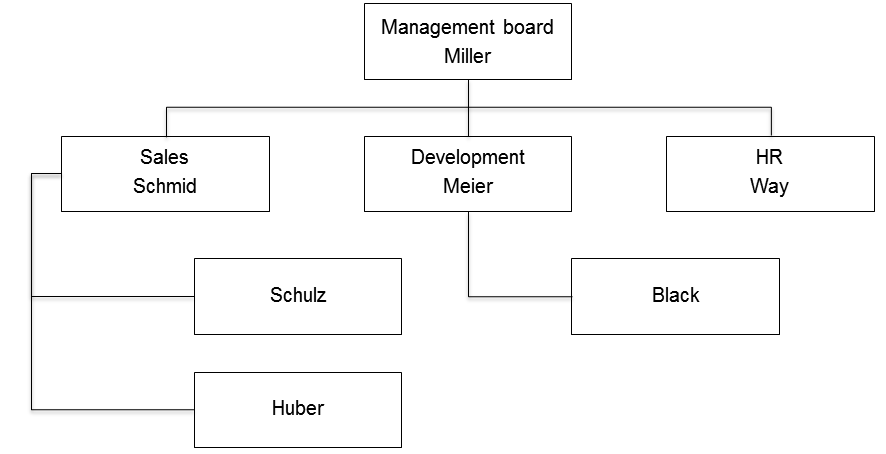 Management board
Miller
Sales
Schmid
Development
Meier
HR
Way
Schulz
Black
Huber